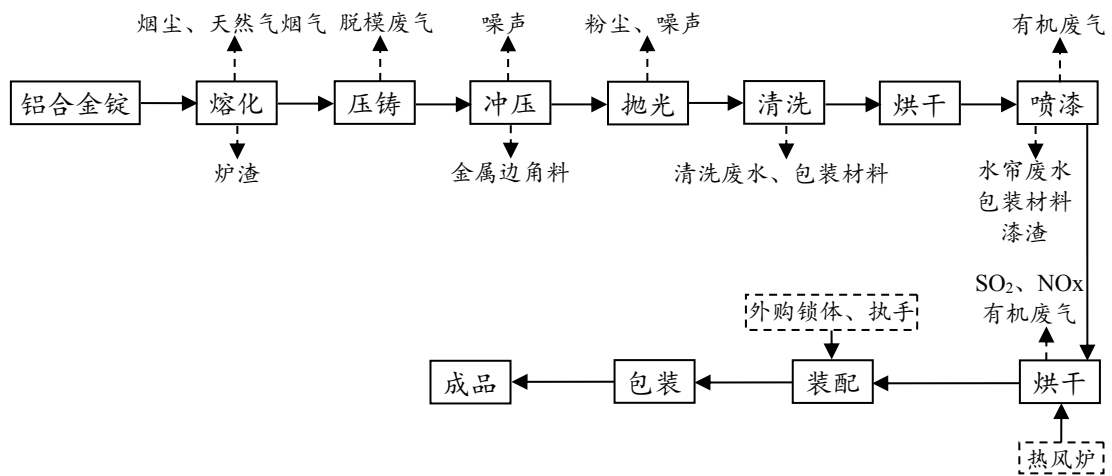 烟尘、天然气烟气 脱模废气 噪声 粉尘、噪声 有机废气
铝合金锭 熔化 压铸 冲压 抛光 清洗 烘干 喷漆
炉渣 金属边角料 清洗废水、包装材料 水帘废水
包装材料
漆渣
SO₂、NOx
外购锁体、执手 有机废气
成品 包装 装配 烘干
热风炉